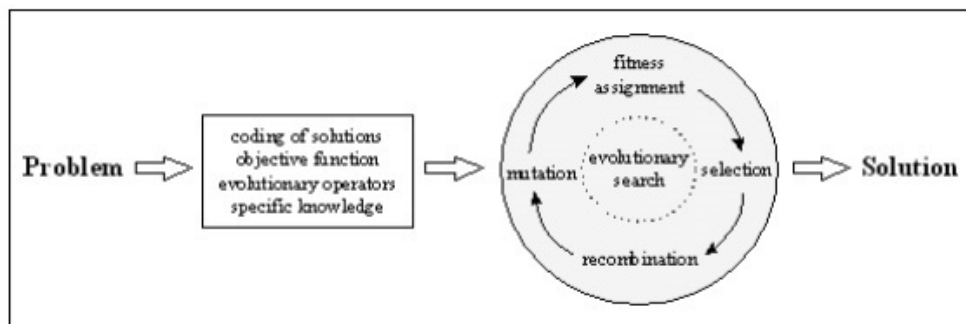 Problem
coding of solutions
objective function
evolutionary operators
specific knowledge
fitness
assignment
mutation
evolutionary
search
selection
recombination
Solution